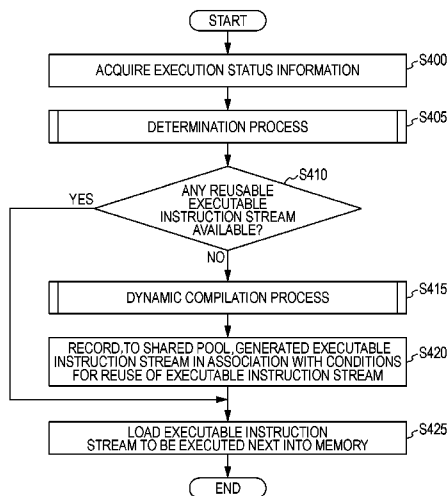 START
S400
ACQUIRE EXECUTION STATUS INFORMATION
S405
DETERMINATION PROCESS
S410
ANY REUSABLE
EXECUTABLE
INSTRUCTION STREAM
AVAILABLE?
YES
NO
S415
DYNAMIC COMPILATION PROCESS
S420
RECORD, TO SHARED POOL, GENERATED EXECUTABLE
INSTRUCTION STREAM IN ASSOCIATION WITH CONDITIONS
FOR REUSE OF EXECUTABLE INSTRUCTION STREAM
S425
LOAD EXECUTABLE INSTRUCTION
STREAM TO BE EXECUTED NEXT INTO MEMORY
END